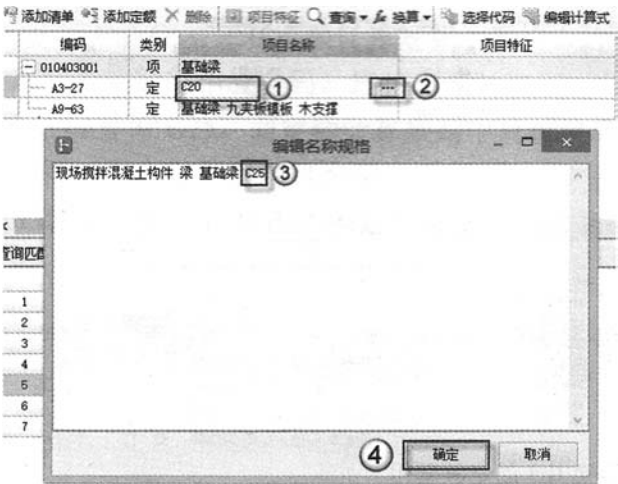 添加清单 添加定额 删除 项目特征 查询 换算 选择代码 编辑计算式
编码 类别 项目名称 项目特征
010403001 项 基础梁
A3-27 定 C20 ① ... ②
A9-63 定 基础梁 九夹板模板 木支撑
编辑名称规格
现场搅拌混凝土构件 梁 基础梁 C25 ③
查询匹配
1
2
3
4
5
6
7
④ 确定 取消